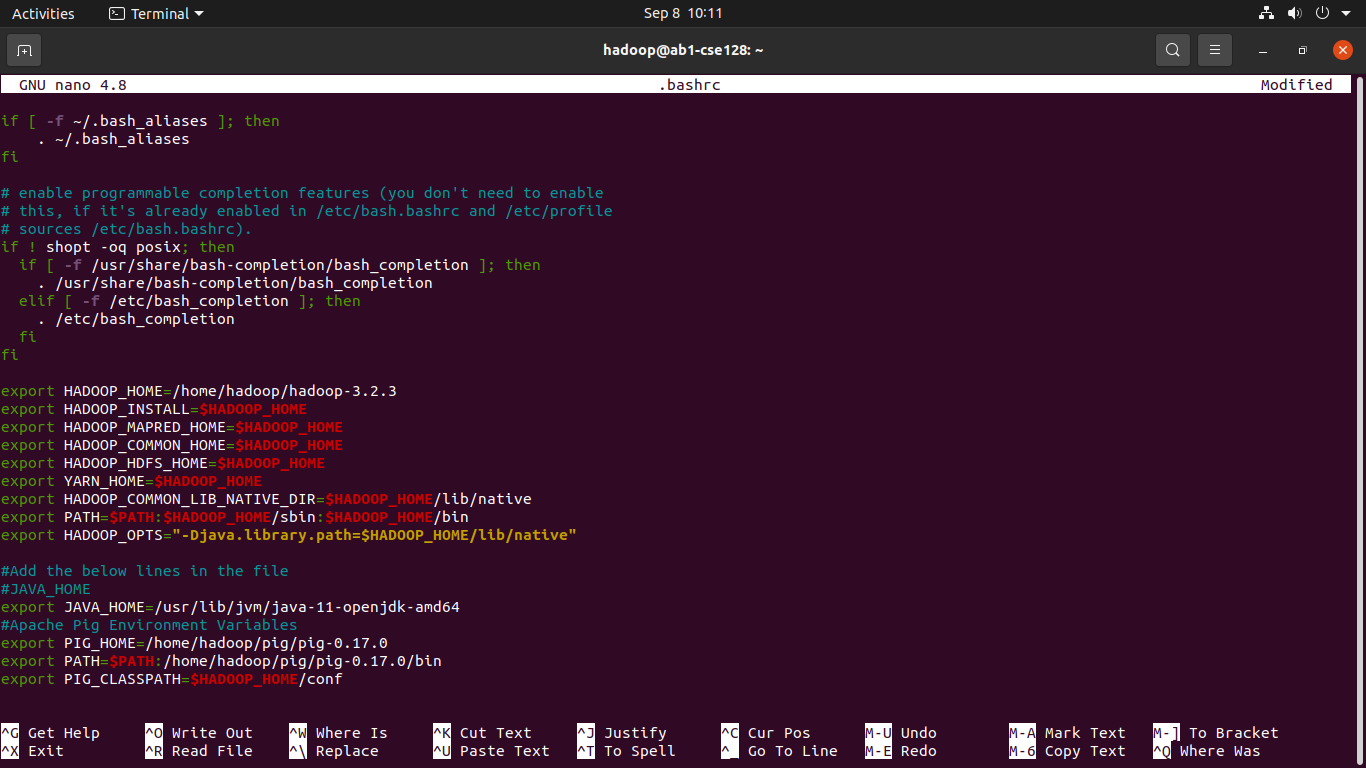 Activities Terminal Sep 8 10:11
hadoop@ab1-cse128: ~
GNU nano 4.8 .bashrc Modified
if [ -f ~/.bash_aliases ]; then
    . ~/.bash_aliases
fi
# enable programmable completion features (you don't need to enable
# this, if it's already enabled in /etc/bash.bashrc and /etc/profile
# sources /etc/bash.bashrc).
if ! shopt -oq posix; then
  if [ -f /usr/share/bash-completion/bash_completion ]; then
    . /usr/share/bash-completion/bash_completion
  elif [ -f /etc/bash_completion ]; then
    . /etc/bash_completion
  fi
fi
export HADOOP_HOME=/home/hadoop/hadoop-3.2.3
export HADOOP_INSTALL=$HADOOP_HOME
export HADOOP_MAPRED_HOME=$HADOOP_HOME
export HADOOP_COMMON_HOME=$HADOOP_HOME
export HADOOP_HDFS_HOME=$HADOOP_HOME
export YARN_HOME=$HADOOP_HOME
export HADOOP_COMMON_LIB_NATIVE_DIR=$HADOOP_HOME/lib/native
export PATH=$PATH:$HADOOP_HOME/sbin:$HADOOP_HOME/bin
export HADOOP_OPTS="-Djava.library.path=$HADOOP_HOME/lib/native"
#Add the below lines in the file
#JAVA_HOME
export JAVA_HOME=/usr/lib/jvm/java-11-openjdk-amd64
#Apache Pig Environment Variables
export PIG_HOME=/home/hadoop/pig/pig-0.17.0
export PATH=$PATH:/home/hadoop/pig/pig-0.17.0/bin
export PIG_CLASSPATH=$HADOOP_HOME/conf
^G Get Help ^O Write Out ^W Where Is ^K Cut Text ^J Justify ^C Cur Pos M-U Undo M-A Mark Text M-] To Bracket
^X Exit ^R Read File ^\ Replace ^U Paste Text ^T To Spell ^_ Go To Line M-E Redo M-6 Copy Text ^Q Where Was